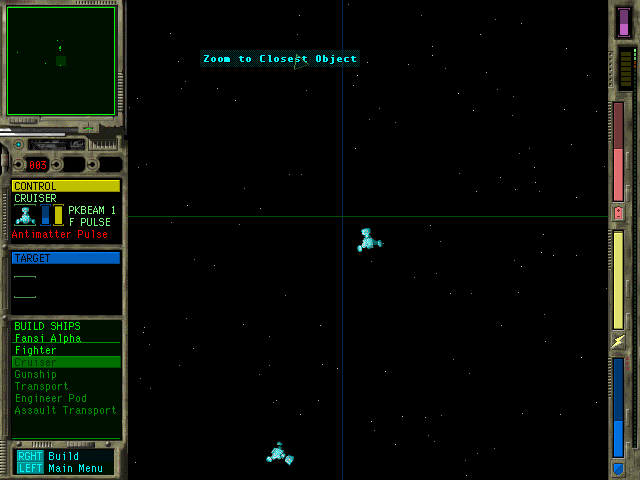 Zoom to Closest Object
003
CONTROL
CRUISER
PKBEAM 1
F PULSE
Antimatter Pulse
TARGET
BUILD SHIPS
Fansi Alpha
Fighter
Cruiser
Gunship
Transport
Engineer Pod
Assault Transport
RGHT Build
LEFT Main Menu